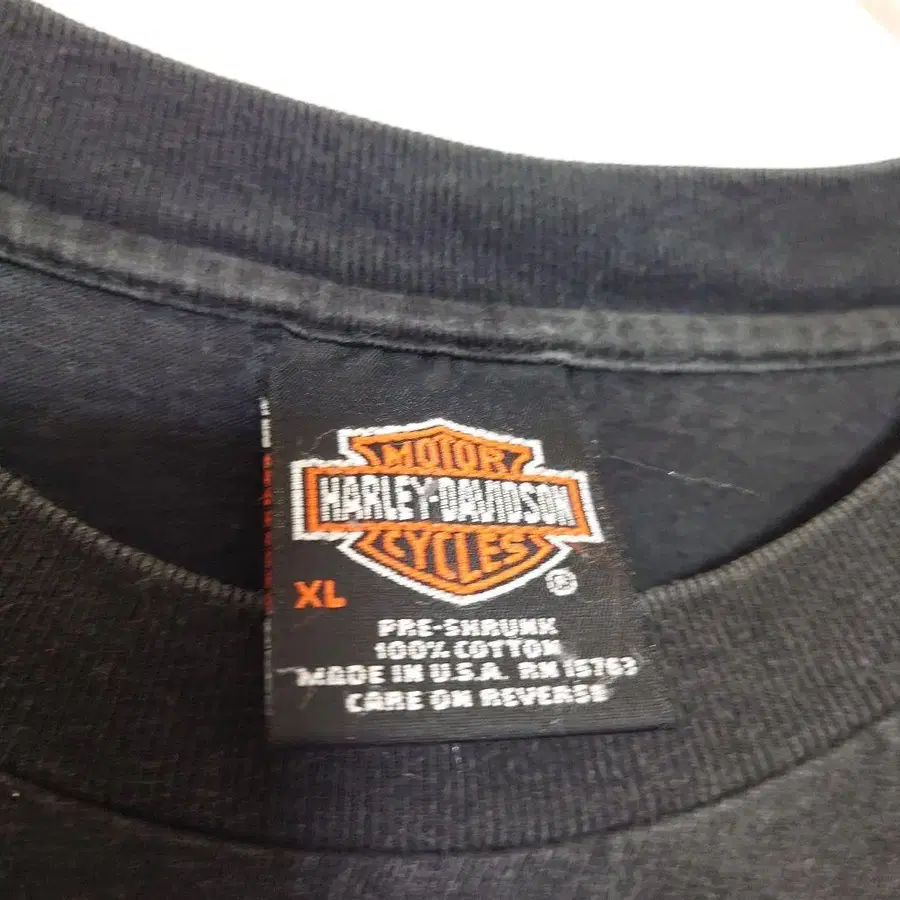 MOTOR
HARLEY-DAVIDSON
CYCLES
®
XL
PRE-SHRUNK
100% COTTON
MADE IN U.S.A. RN 15763
CARE ON REVERSE